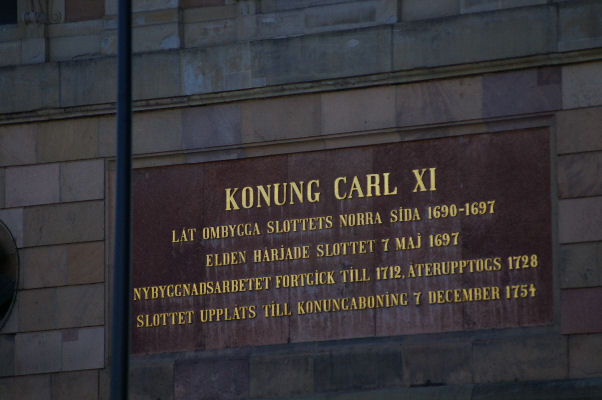 KONUNG CARL XI
LÄT OMBYGGA SLOTTETS NORRA SIDA 1690-1697
ELDEN HÄRJADE SLOTTET 7 MAJ 1697
NYBYGGNADSARBETET FORTGICK TILL 1712, ÅTERUPPTOGS 1728
SLOTTET UPPLATS TILL KONUNGABONING 7 DECEMBER 1754